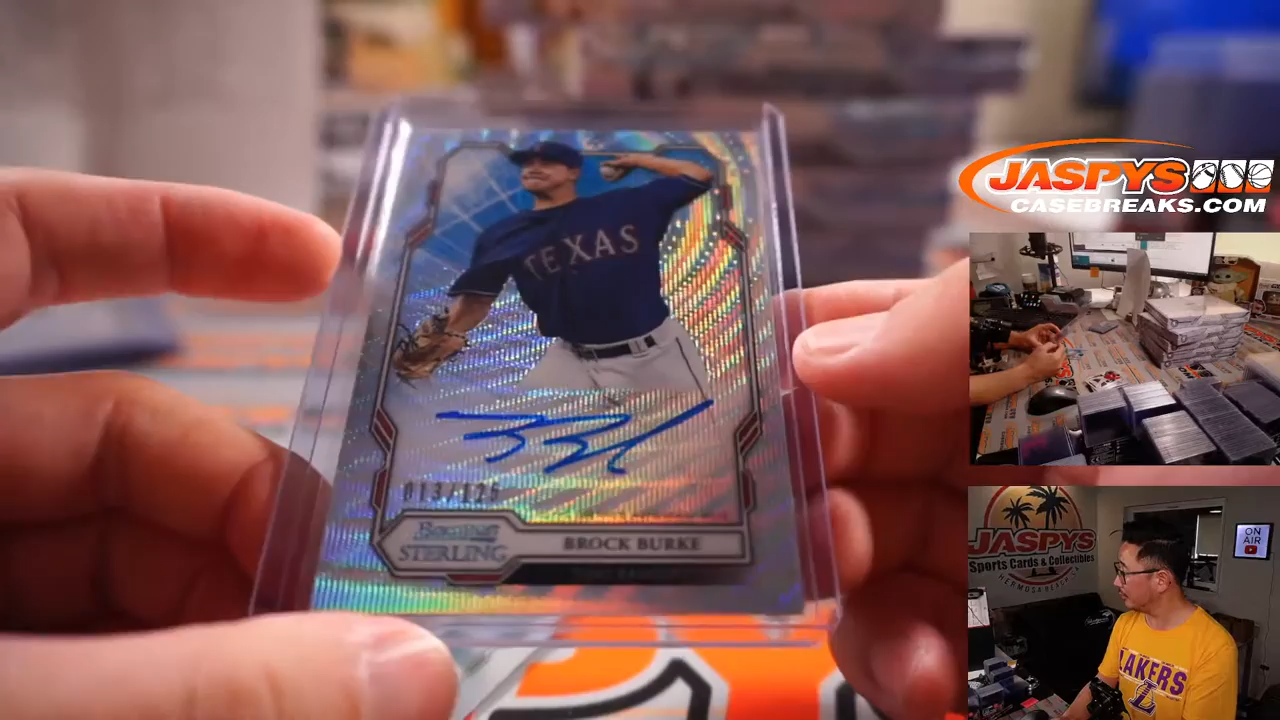 TEXAS
013/125
Bowman
STERLING
BROCK BURKE
JASPYS
CASEBREAKS.COM
JASPYS
Sports Cards & Collectibles
HERMOSA BEACH, CA
ON
AIR
LAKERS
L